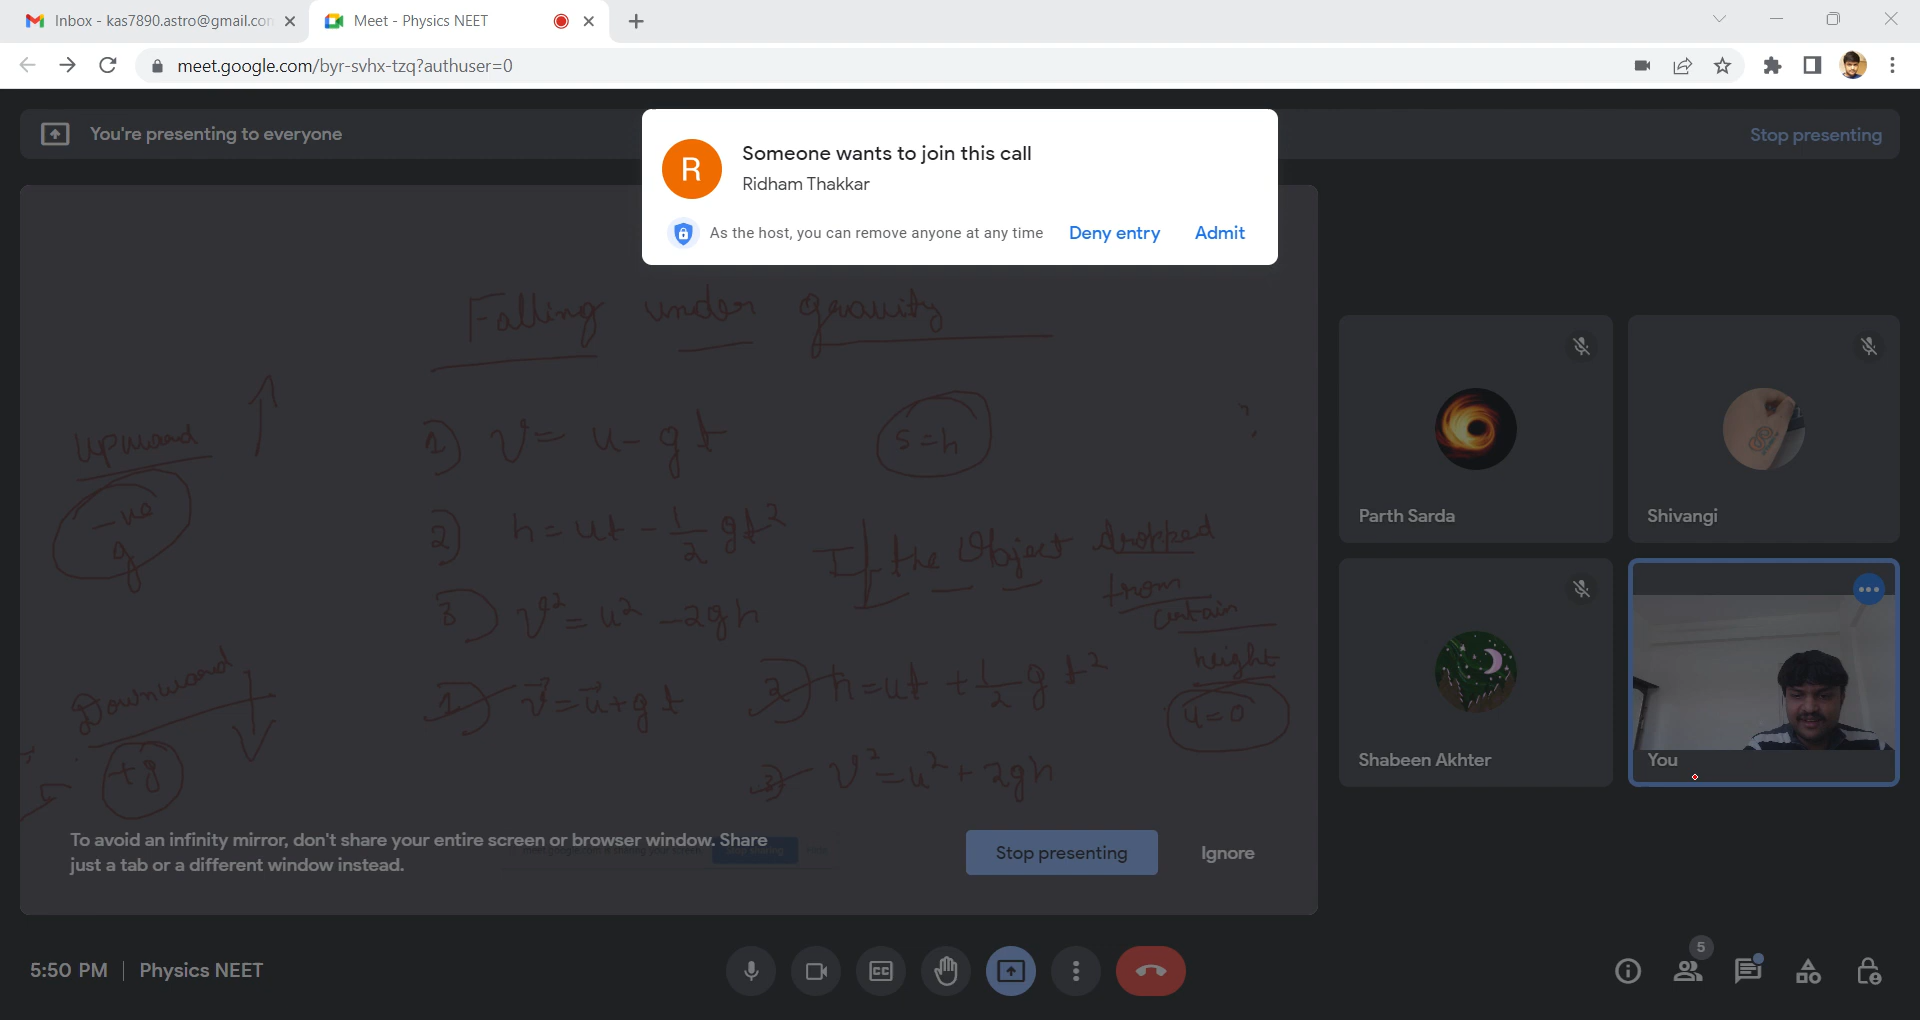 Inbox - kas7890.astro@gmail.con
Meet - Physics NEET
meet.google.com/byr-svhx-tzq?authuser=0
You're presenting to everyone
Stop presenting
R
Someone wants to join this call
Ridham Thakkar
As the host, you can remove anyone at any time
Deny entry
Admit
Falling under gravity
upward
-ve
g
1) v = u - gt
s = h
?
2) h = ut - 1/2 gt²
If the Object dropped
from
certain
height
u = 0
3) v² = u² - 2gh
Downward
+g
1) v⃗ = u⃗ + gt
2) h = ut + 1/2 g t²
3) v² = u² + 2gh
To avoid an infinity mirror, don't share your entire screen or browser window. Share
just a tab or a different window instead.
Stop presenting
Ignore
Parth Sarda
Shivangi
Shabeen Akhter
You
5:50 PM | Physics NEET
CC
5